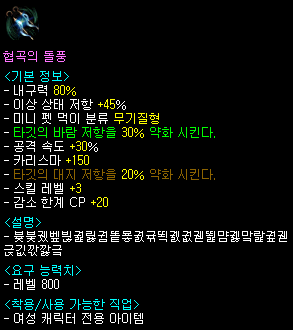 협곡의 돌풍
<기본 정보>
- 내구력 80%
- 이상 상태 저항 +45%
- 미니 펫 먹이 분류 무기질형
- 타깃의 바람 저항을 30% 약화 시킨다.
- 공격 속도 +30%
- 카리스마 +150
- 타깃의 대지 저항을 20% 약화 시킨다.
- 스킬 레벨 +3
- 감소 한계 CP +20
<설명>
<요구 능력치>
- 레벨 800
<착용/사용 가능한 직업>
- 여성 캐릭터 전용 아이템